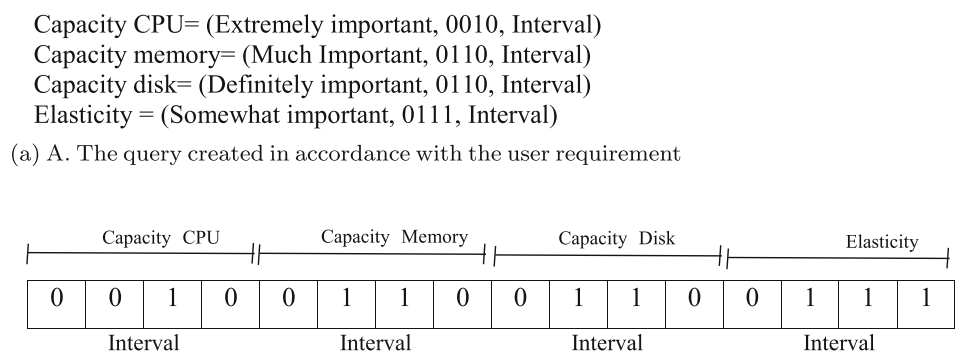 Capacity CPU= (Extremely important, 0010, Interval)
Capacity memory= (Much Important, 0110, Interval)
Capacity disk= (Definitely important, 0110, Interval)
Elasticity = (Somewhat important, 0111, Interval)
(a) A. The query created in accordance with the user requirement
Capacity CPU Capacity Memory Capacity Disk Elasticity
0 0 1 0 0 1 1 0 0 1 1 0 0 1 1 1
Interval Interval Interval Interval